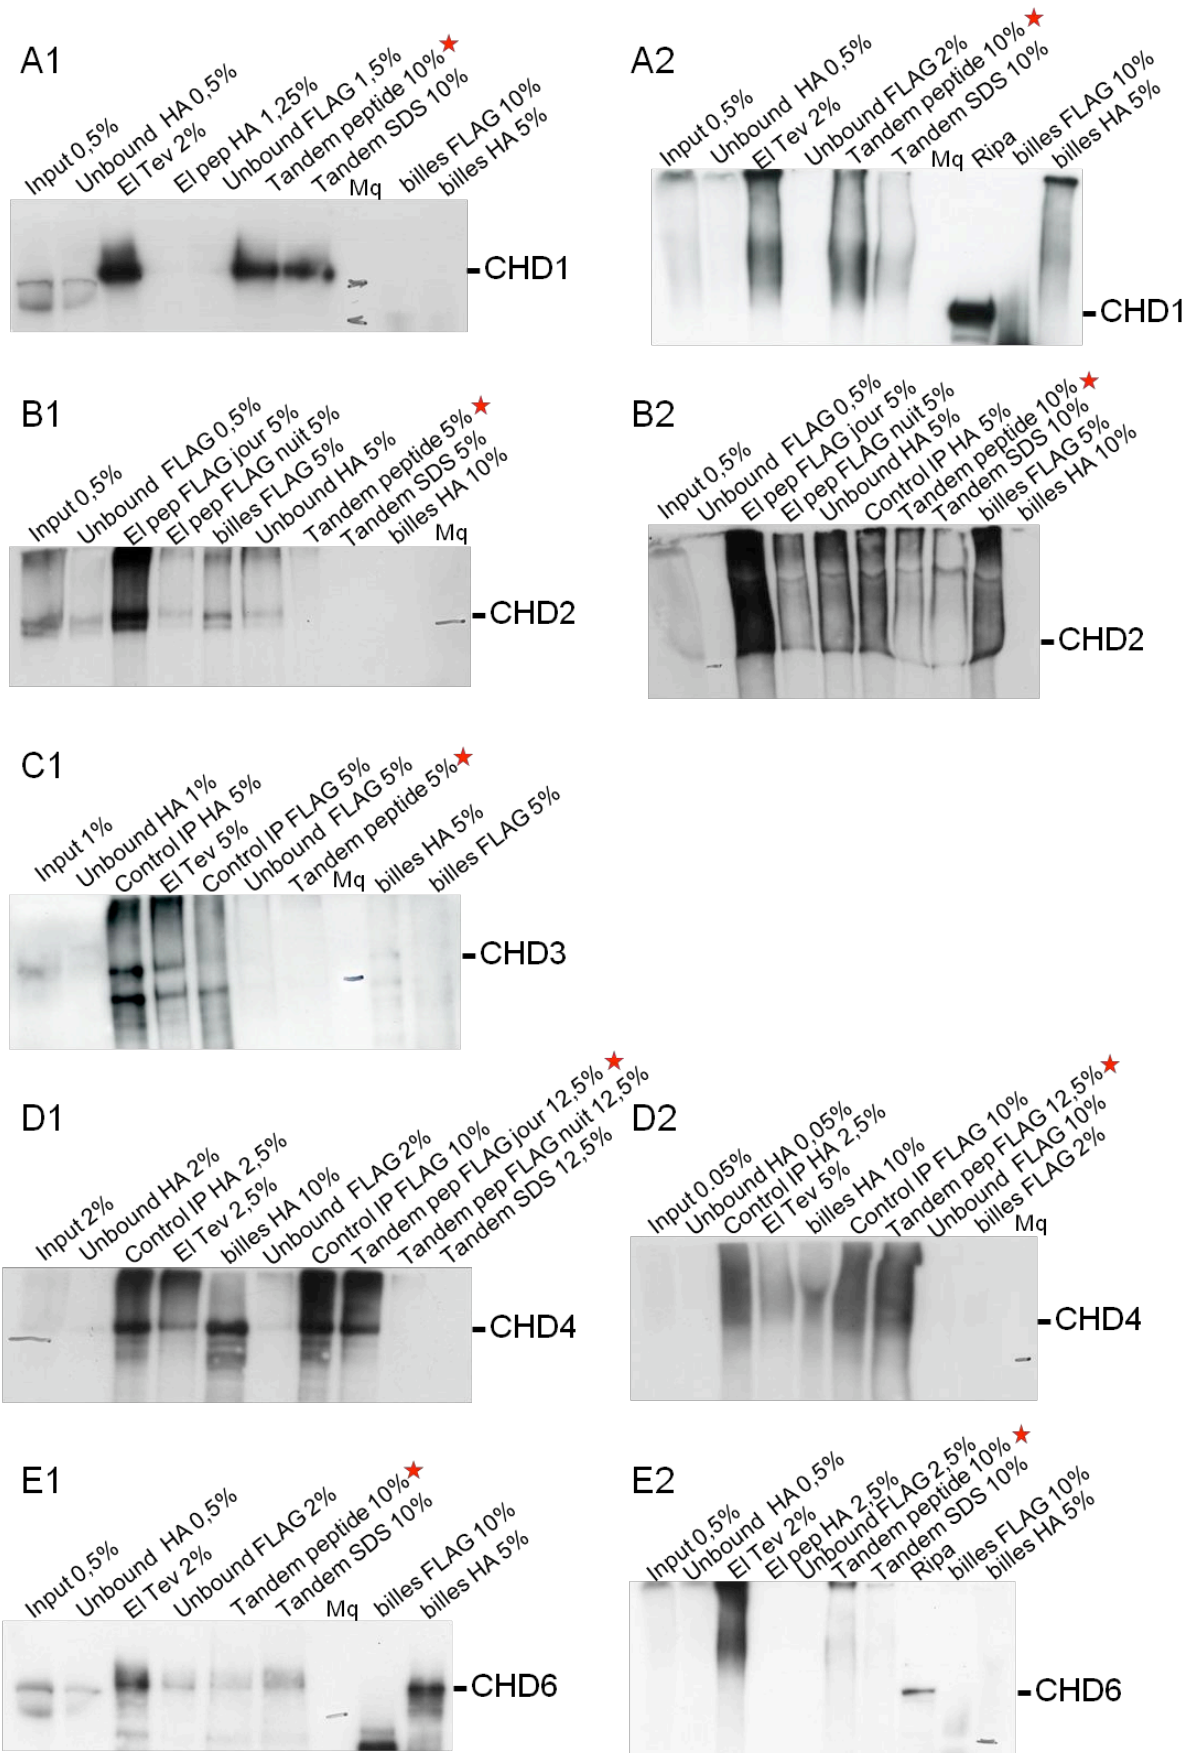 A1
Input 0,5%
Unbound HA 0,5%
El Tev 2%
El pep HA 1,25%
Unbound FLAG 1,5%
Tandem peptide 10%
Tandem SDS 10%
Mq
billes FLAG 10%
billes HA 5%
CHD1
A2
Input 0,5%
Unbound HA 0,5%
El Tev 2%
Unbound FLAG 2%
Tandem peptide 10%
Tandem SDS 10%
Mq
Ripa
billes FLAG 10%
billes HA 5%
CHD1
B1
Input 0,5%
Unbound FLAG 0,5%
El pep FLAG jour 5%
El pep FLAG nuit 5%
billes FLAG 5%
Unbound HA 5%
Tandem peptide 5%
Tandem SDS 5%
billes HA 10%
Mq
CHD2
B2
Input 0,5%
Unbound FLAG 0,5%
El pep FLAG jour 5%
El pep FLAG nuit 5%
Unbound HA 5%
Control IP HA 5%
Tandem peptide 10%
Tandem SDS 10%
billes FLAG 5%
billes HA 10%
CHD2
C1
Input 1%
Unbound HA 1%
Control IP HA 5%
El Tev 5%
Control IP FLAG 5%
Unbound FLAG 5%
Tandem peptide 5%
Mq
billes HA 5%
billes FLAG 5%
CHD3
D1
Input 2%
Unbound HA 2%
Control IP HA 2,5%
El Tev 2,5%
billes HA 10%
Unbound FLAG 2%
Control IP FLAG 10%
Tandem pep FLAG jour 12,5%
Tandem pep FLAG nuit 12,5%
Tandem SDS 12,5%
CHD4
D2
Input 0.05%
Unbound HA 0,05%
Control IP HA 2,5%
El Tev 5%
billes HA 10%
Control IP FLAG 10%
Tandem pep FLAG 12,5%
Unbound FLAG 10%
billes FLAG 2%
Mq
CHD4
E1
Input 0,5%
Unbound HA 0,5%
El Tev 2%
Unbound FLAG 2%
Tandem peptide 10%
Tandem SDS 10%
Mq
billes FLAG 10%
billes HA 5%
CHD6
E2
Input 0,5%
Unbound HA 0,5%
El Tev 2%
El pep HA 2,5%
Unbound FLAG 2,5%
Tandem peptide 10%
Tandem SDS 10%
Ripa
billes FLAG 10%
billes HA 5%
CHD6